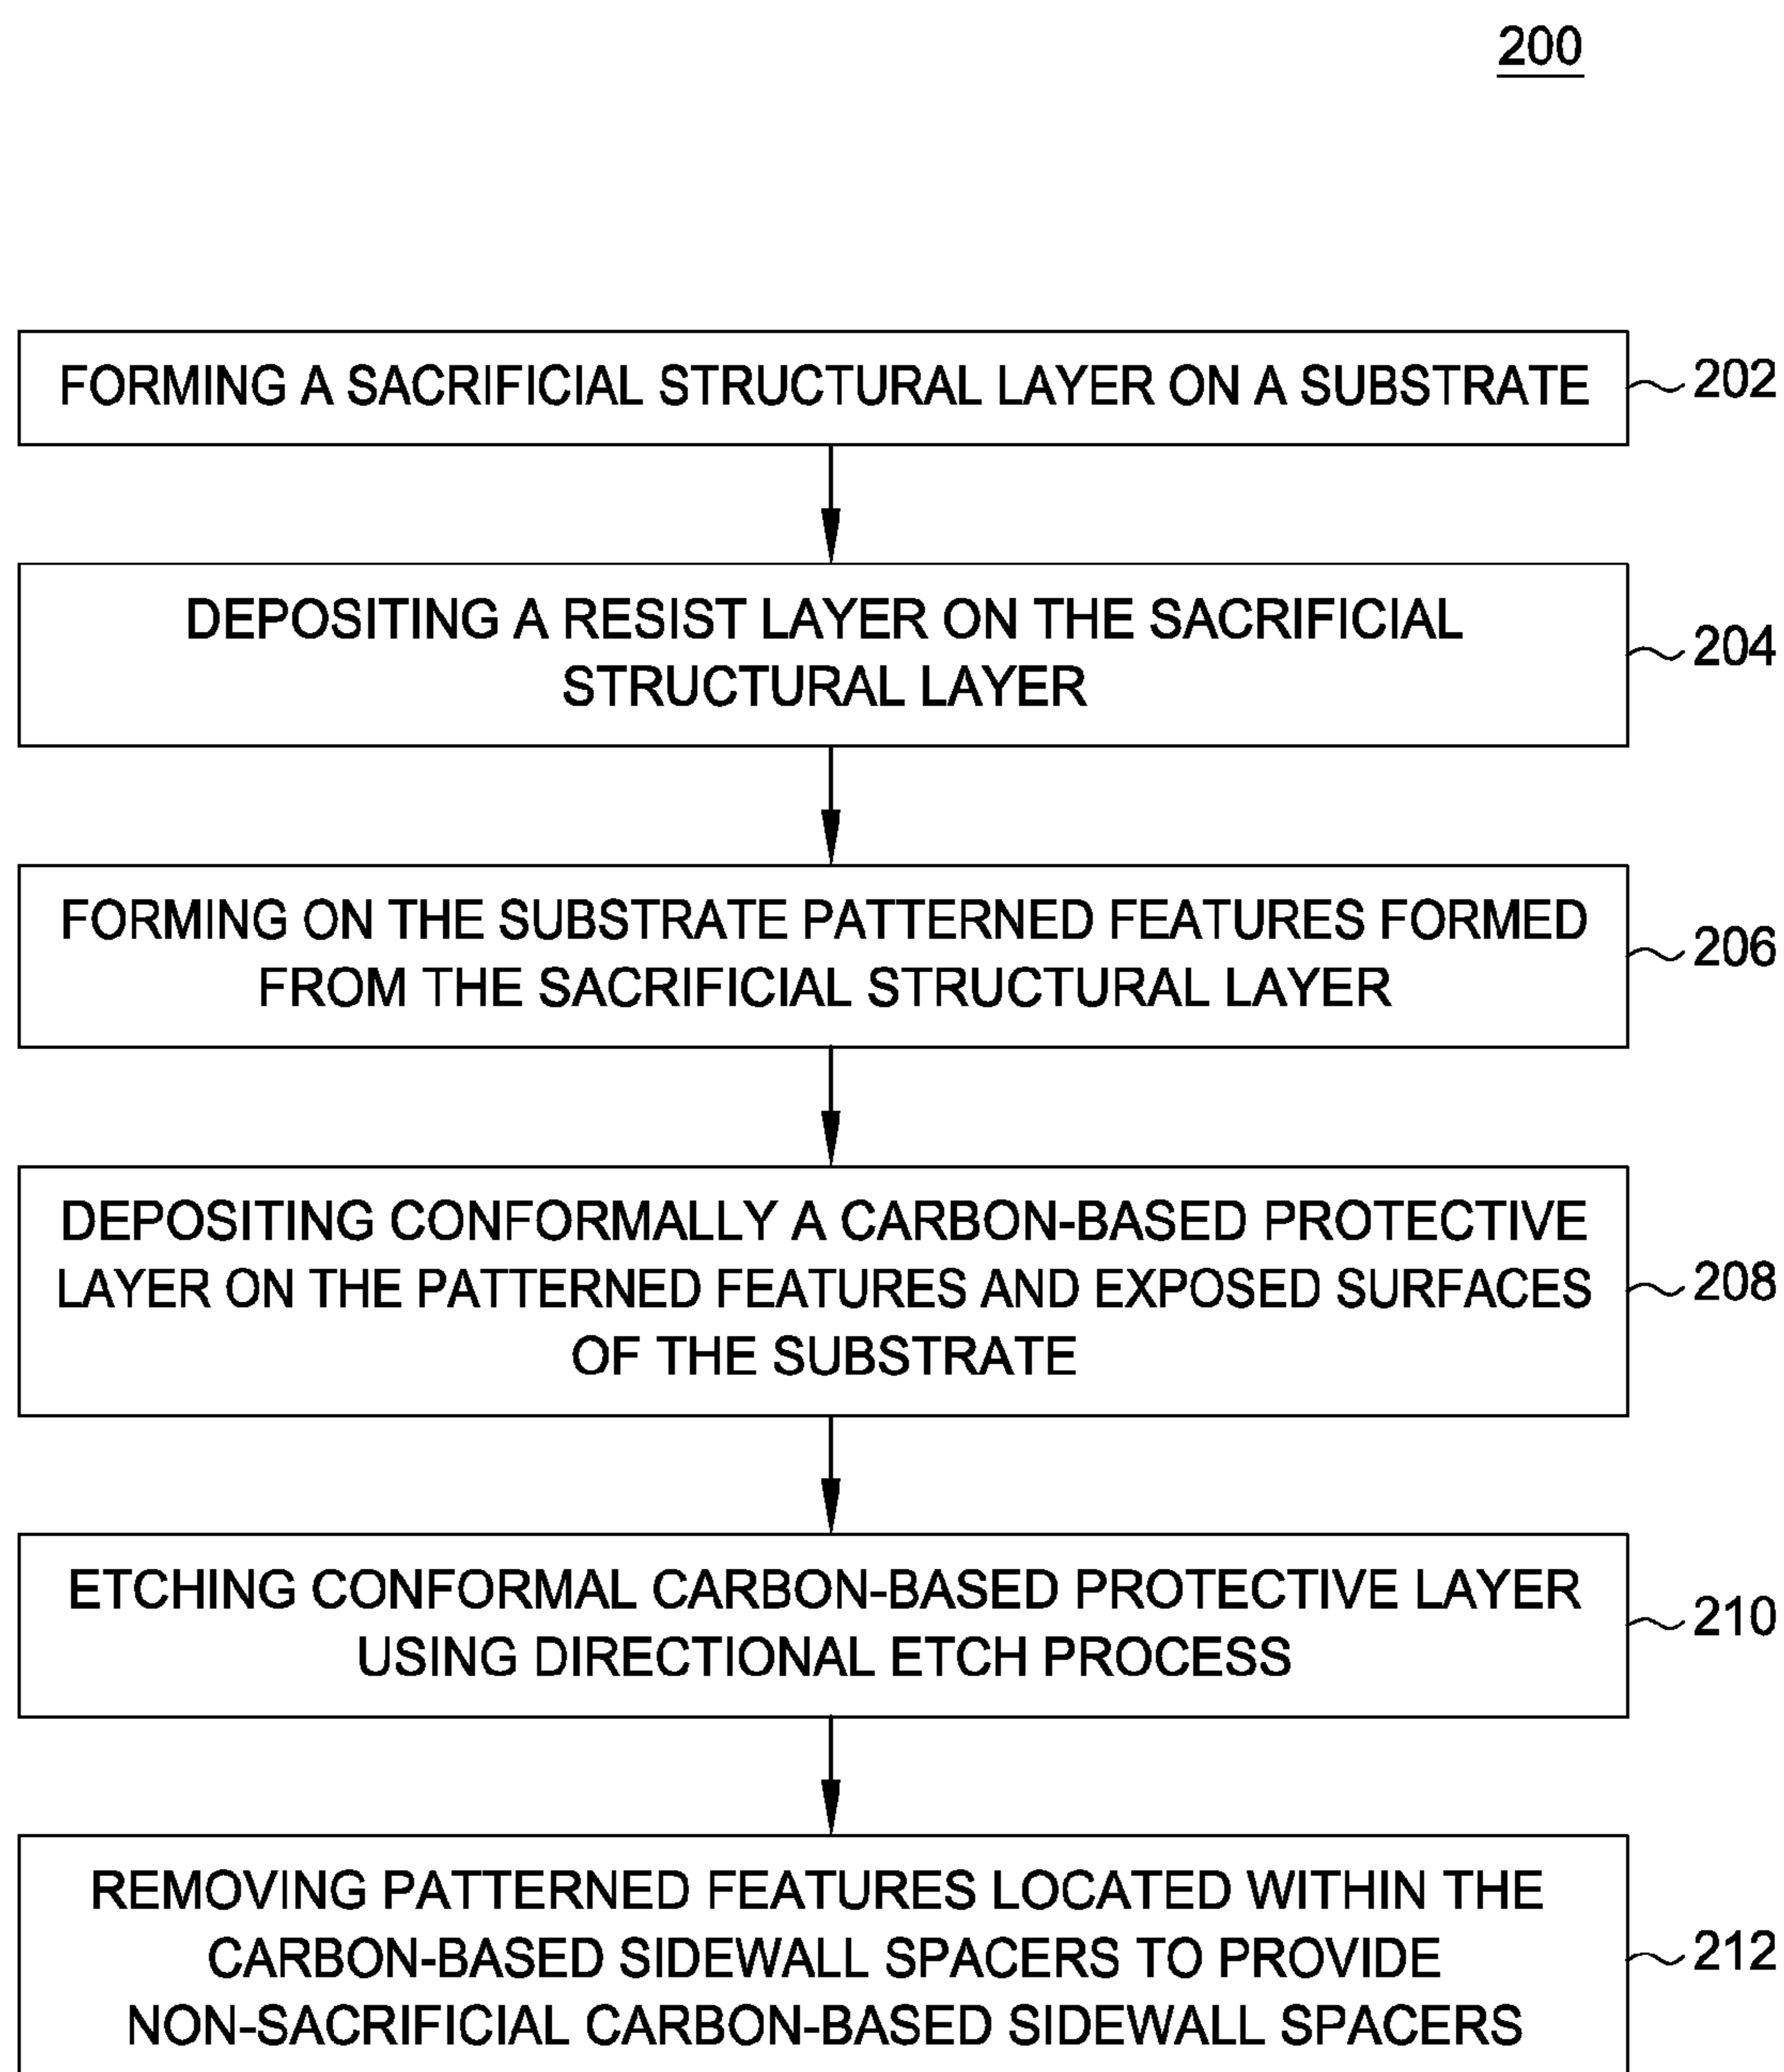 200
FORMING A SACRIFICIAL STRUCTURAL LAYER ON A SUBSTRATE
202
DEPOSITING A RESIST LAYER ON THE SACRIFICIAL
STRUCTURAL LAYER
204
FORMING ON THE SUBSTRATE PATTERNED FEATURES FORMED
FROM THE SACRIFICIAL STRUCTURAL LAYER
206
DEPOSITING CONFORMALLY A CARBON-BASED PROTECTIVE
LAYER ON THE PATTERNED FEATURES AND EXPOSED SURFACES
OF THE SUBSTRATE
208
ETCHING CONFORMAL CARBON-BASED PROTECTIVE LAYER
USING DIRECTIONAL ETCH PROCESS
210
REMOVING PATTERNED FEATURES LOCATED WITHIN THE
CARBON-BASED SIDEWALL SPACERS TO PROVIDE
NON-SACRIFICIAL CARBON-BASED SIDEWALL SPACERS
212